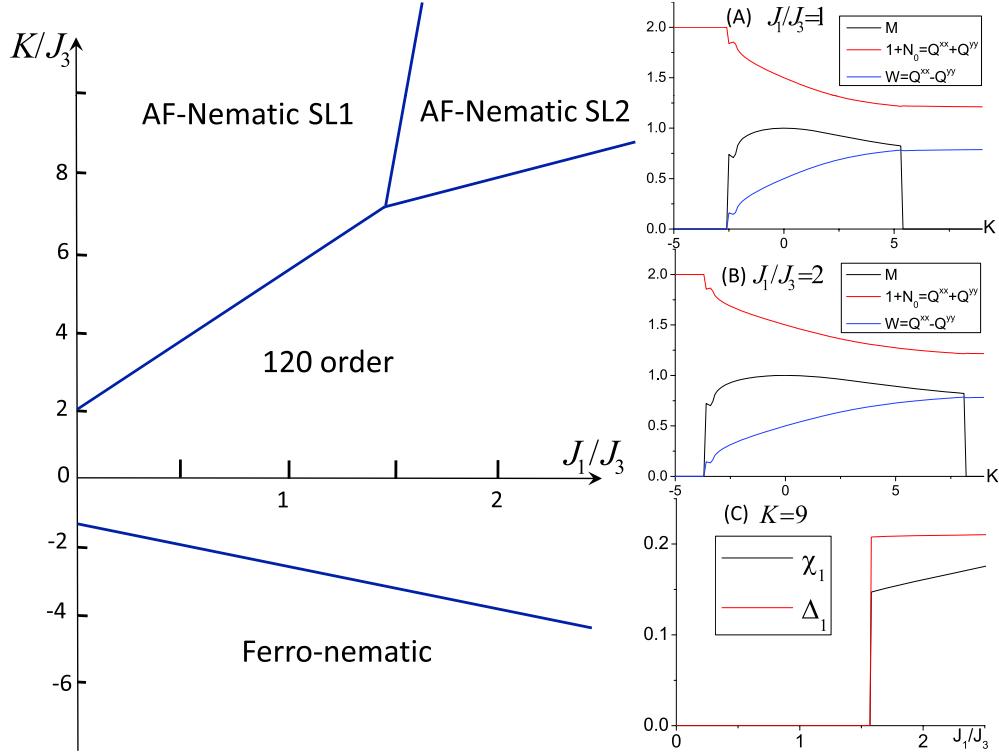 K/J₃
AF-Nematic SL1
AF-Nematic SL2
8
6
4
120 order
2
J₁/J₃
0
1
2
-2
-4
Ferro-nematic
-6
(A) J₁/J₃=1
2.0
M
1+N₀=Qˣˣ+Qʸʸ
W=Qˣˣ-Qʸʸ
1.5
1.0
0.5
0.0
-5
0
5
K
(B) J₁/J₃=2
2.0
M
1+N₀=Qˣˣ+Qʸʸ
W=Qˣˣ-Qʸʸ
1.5
1.0
0.5
0.0
-5
0
5
K
(C) K=9
0.2
χ₁
Δ₁
0.1
0.0
0
1
2
J₁/J₃